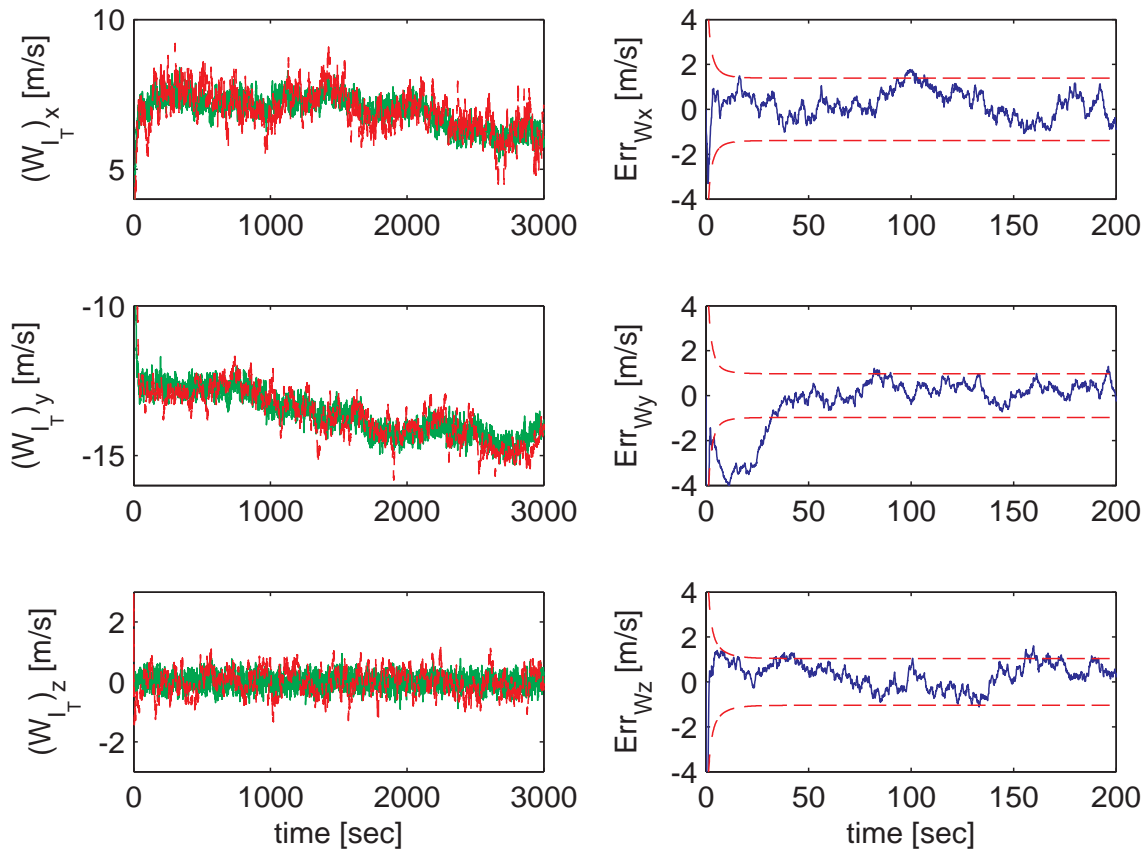 10
5
0 1000 2000 3000
(W_I_T)_x [m/s]
4
2
0
-2
-4
0 50 100 150 200
Err_Wx [m/s]
-10
-15
0 1000 2000 3000
(W_I_T)_y [m/s]
4
2
0
-2
-4
0 50 100 150 200
Err_Wy [m/s]
2
0
-2
0 1000 2000 3000
(W_I_T)_z [m/s]
time [sec]
4
2
0
-2
-4
0 50 100 150 200
Err_Wz [m/s]
time [sec]